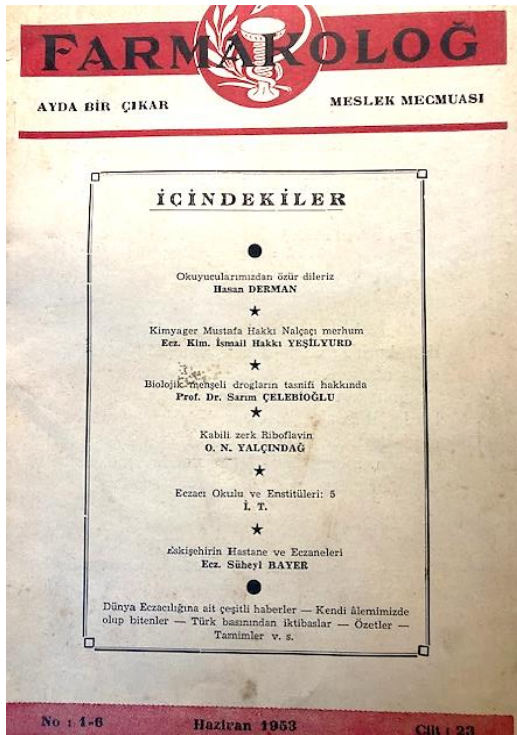 FARMAKOLOĞ
AYDA BİR ÇIKAR
MESLEK MECMUASI
İÇİNDEKİLER
Okuyucularımızdan özür dileriz
Hasan DERMAN
Kimyager Mustafa Hakkı Nalçaçı merhum
Ecz. Kim. İsmail Hakkı YEŞİLYURD
Biolojik menşeli drogların tasnifi hakkında
Prof. Dr. Sarım ÇELEBİOĞLU
Kabili zerk Riboflavin
O. N. YALÇINDAĞ
Eczacı Okulu ve Enstitüleri: 5
İ. T.
Eskişehirin Hastane ve Eczaneleri
Ecz. Süheyl BAYER
Dünya Eczacılığına ait çeşitli haberler — Kendi âlemimizde
olup bitenler — Türk basınından iktibaslar — Özetler —
Tamimler v. s.
No : 1-6
Haziran 1953
Cilt : 23